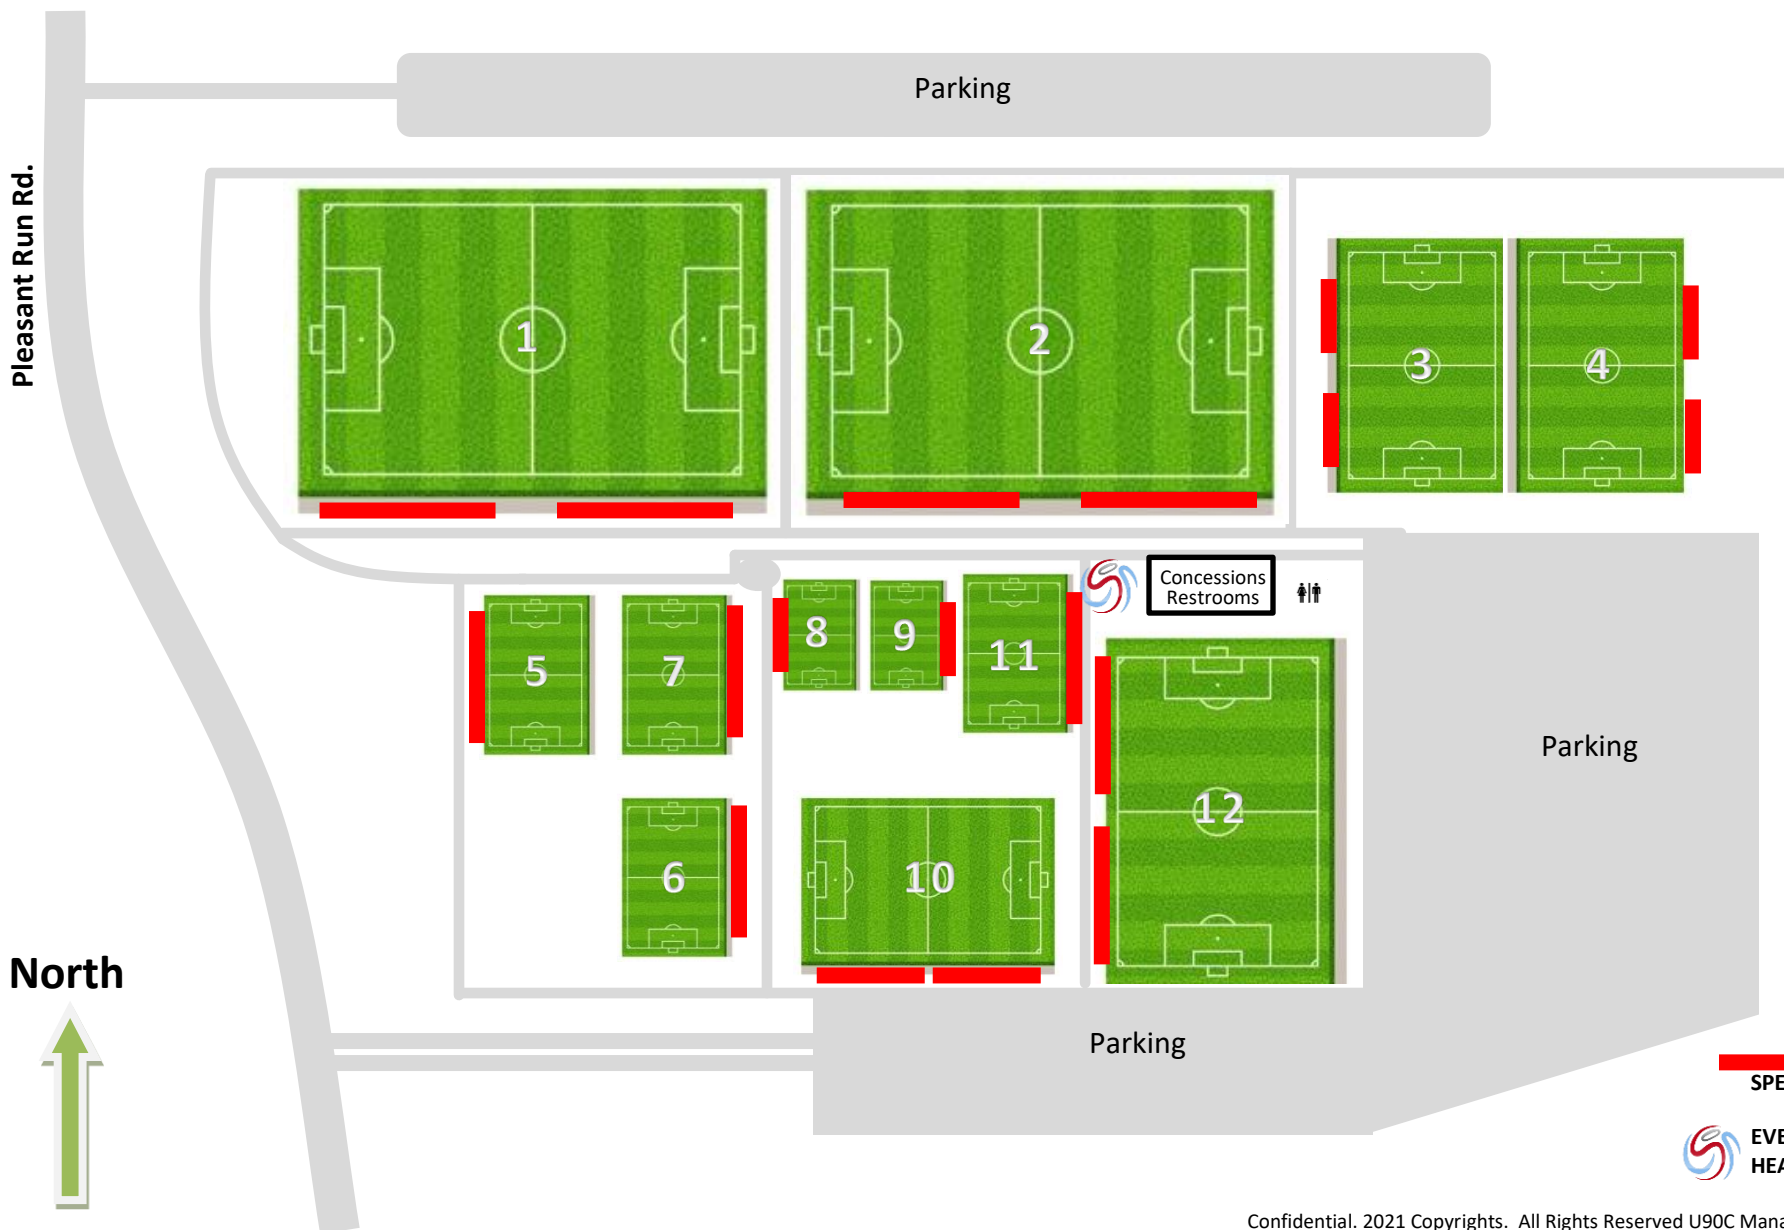 Parking
Pleasant Run Rd.
1
2
3
4
Concessions
Restrooms
5
7
8
9
11
12
6
10
Parking
North
Parking
Confidential. 2021 Copyrights. All Rights Reserved U90C